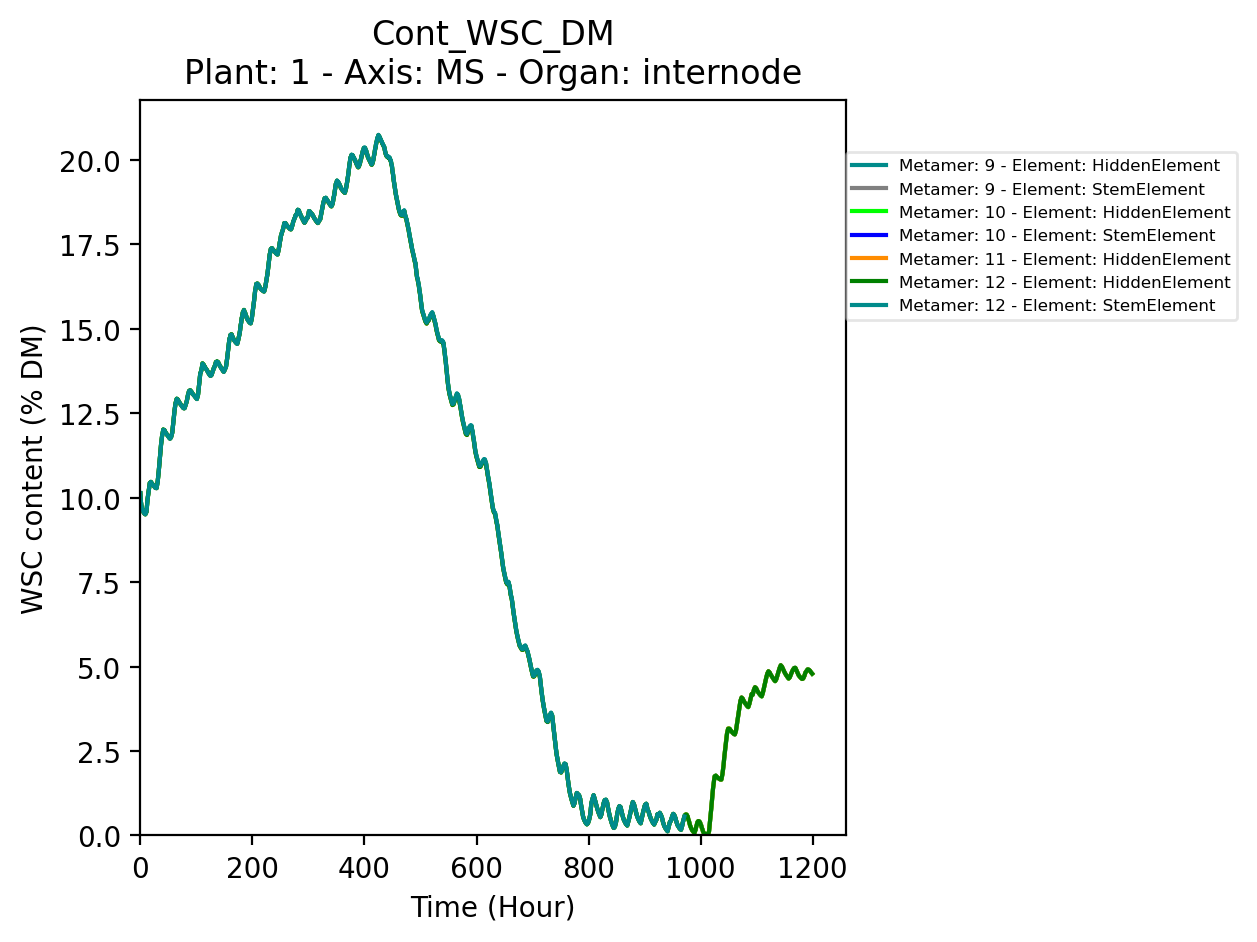 Cont_WSC_DM
Plant: 1 - Axis: MS - Organ: internode
20.0
17.5
15.0
12.5
10.0
7.5
5.0
2.5
0.0
WSC content (% DM)
0 200 400 600 800 1000 1200
Time (Hour)
Metamer: 9 - Element: HiddenElement
Metamer: 9 - Element: StemElement
Metamer: 10 - Element: HiddenElement
Metamer: 10 - Element: StemElement
Metamer: 11 - Element: HiddenElement
Metamer: 12 - Element: HiddenElement
Metamer: 12 - Element: StemElement